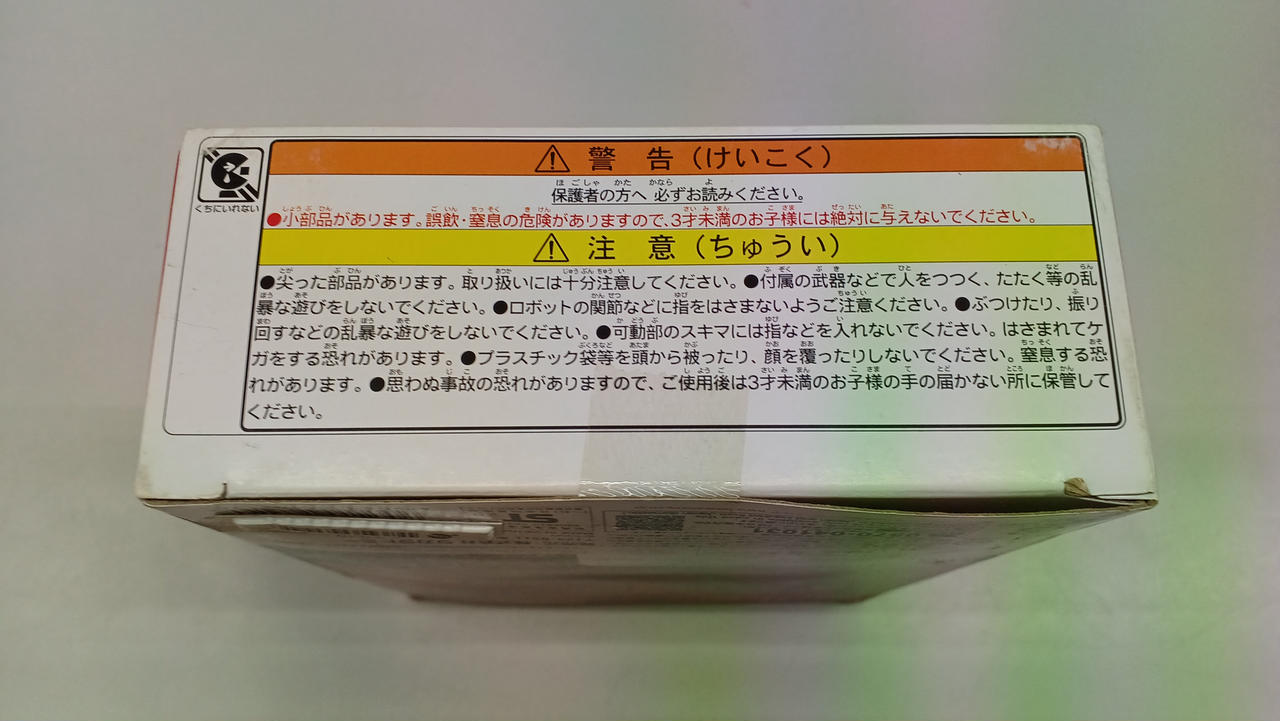 くちにいれない
⚠ 警 告 (けいこく)
保護者の方へ 必ずお読みください。
●小部品があります。誤飲・窒息の危険がありますので、3才未満のお子様には絶対に与えないでください。
⚠ 注 意 (ちゅうい)
●尖った部品があります。取り扱いには十分注意してください。●付属の武器などで人をつつく、たたく等の乱
暴な遊びをしないでください。●ロボットの関節などに指をはさまないようご注意ください。●ぶつけたり、振り
回すなどの乱暴な遊びをしないでください。●可動部のスキマには指などを入れないでください。はさまれてケ
ガをする恐れがあります。●プラスチック袋等を頭から被ったり、顔を覆ったりしないでください。窒息する恐
れがあります。●思わぬ事故の恐れがありますので、ご使用後は3才未満のお子様の手の届かない所に保管して
ください。
ST
0570-041031